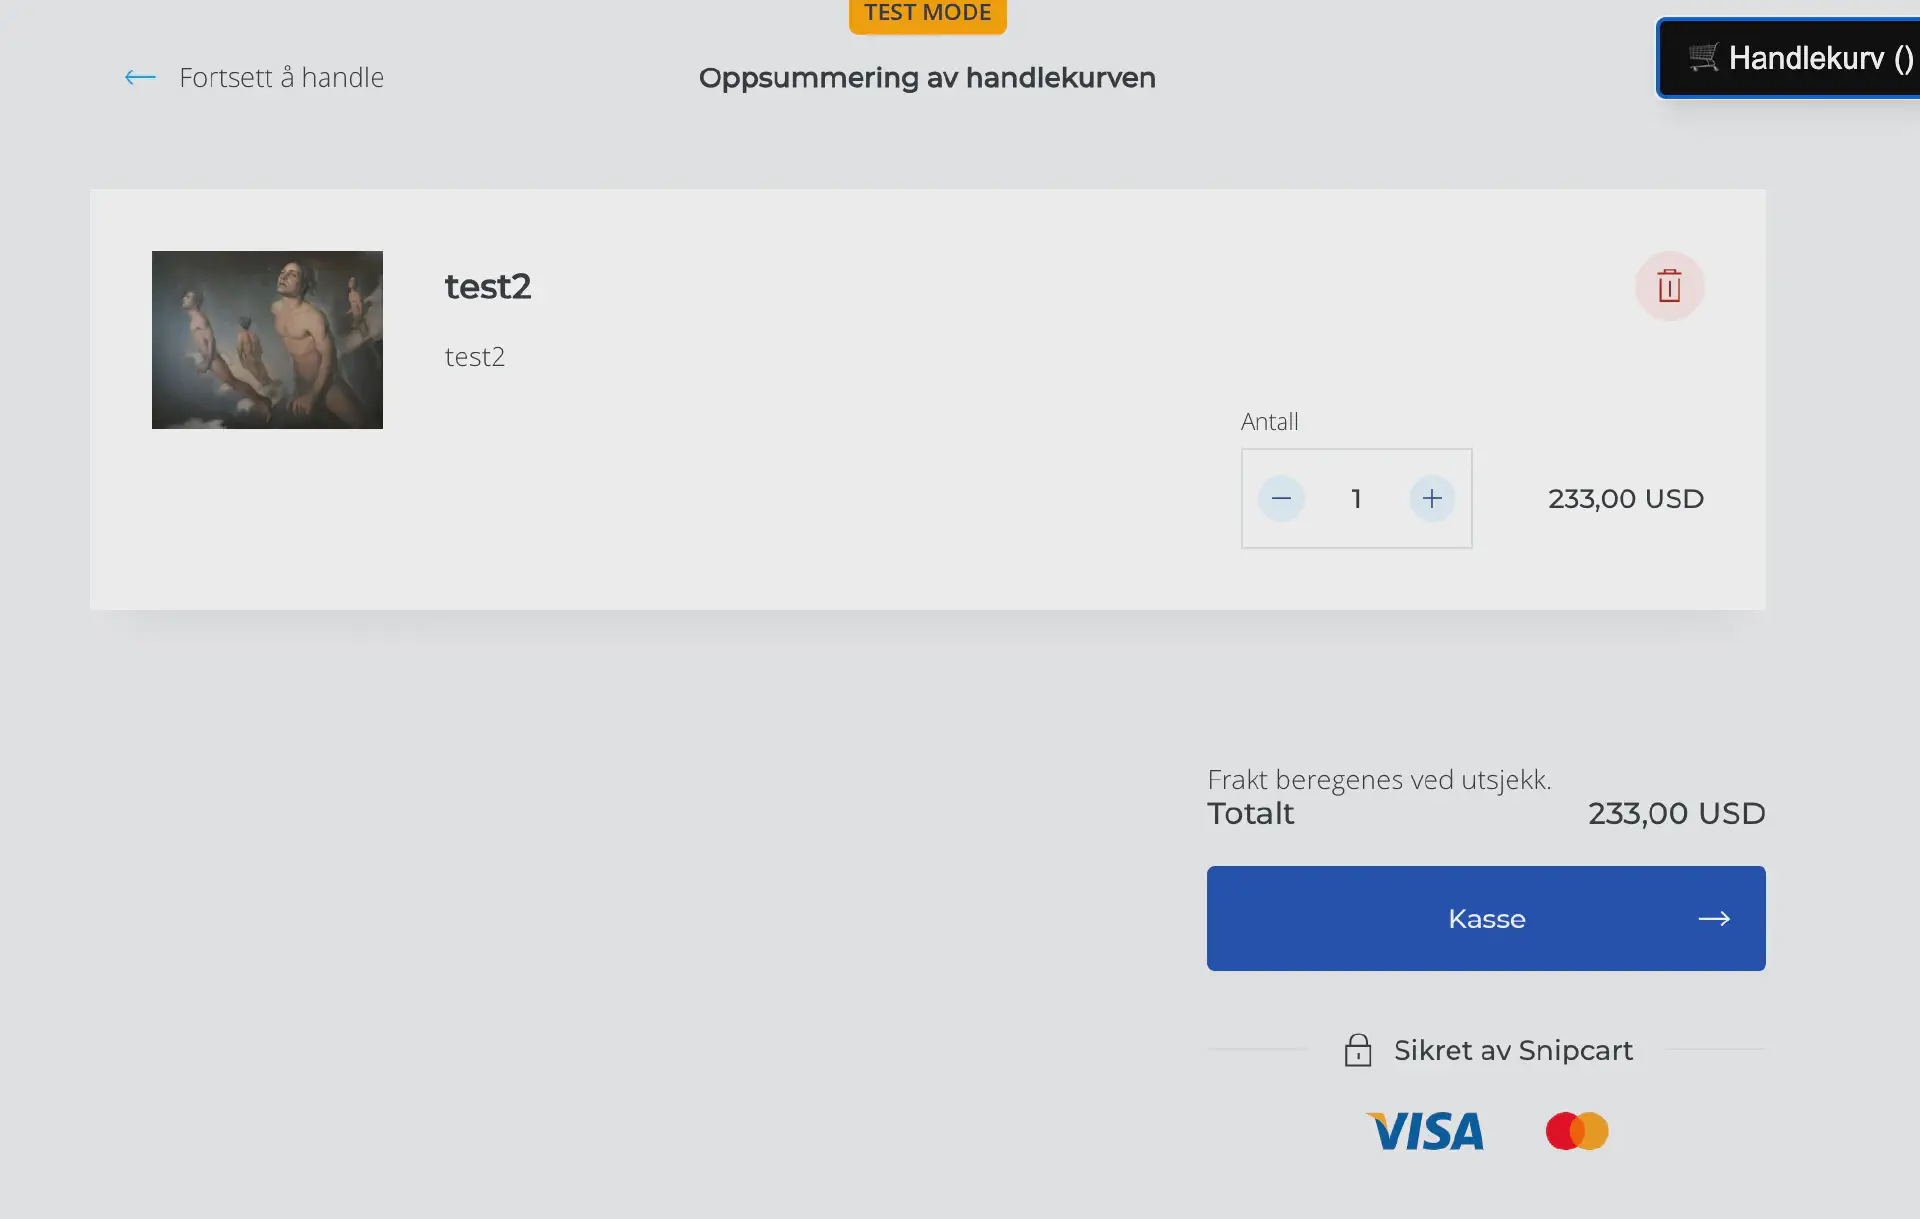 TEST MODE
Fortsett å handle
Oppsummering av handlekurven
Handlekurv ()
test2
test2
Antall
1
233,00 USD
Frakt beregenes ved utsjekk.
Totalt
233,00 USD
Kasse
Sikret av Snipcart
VISA